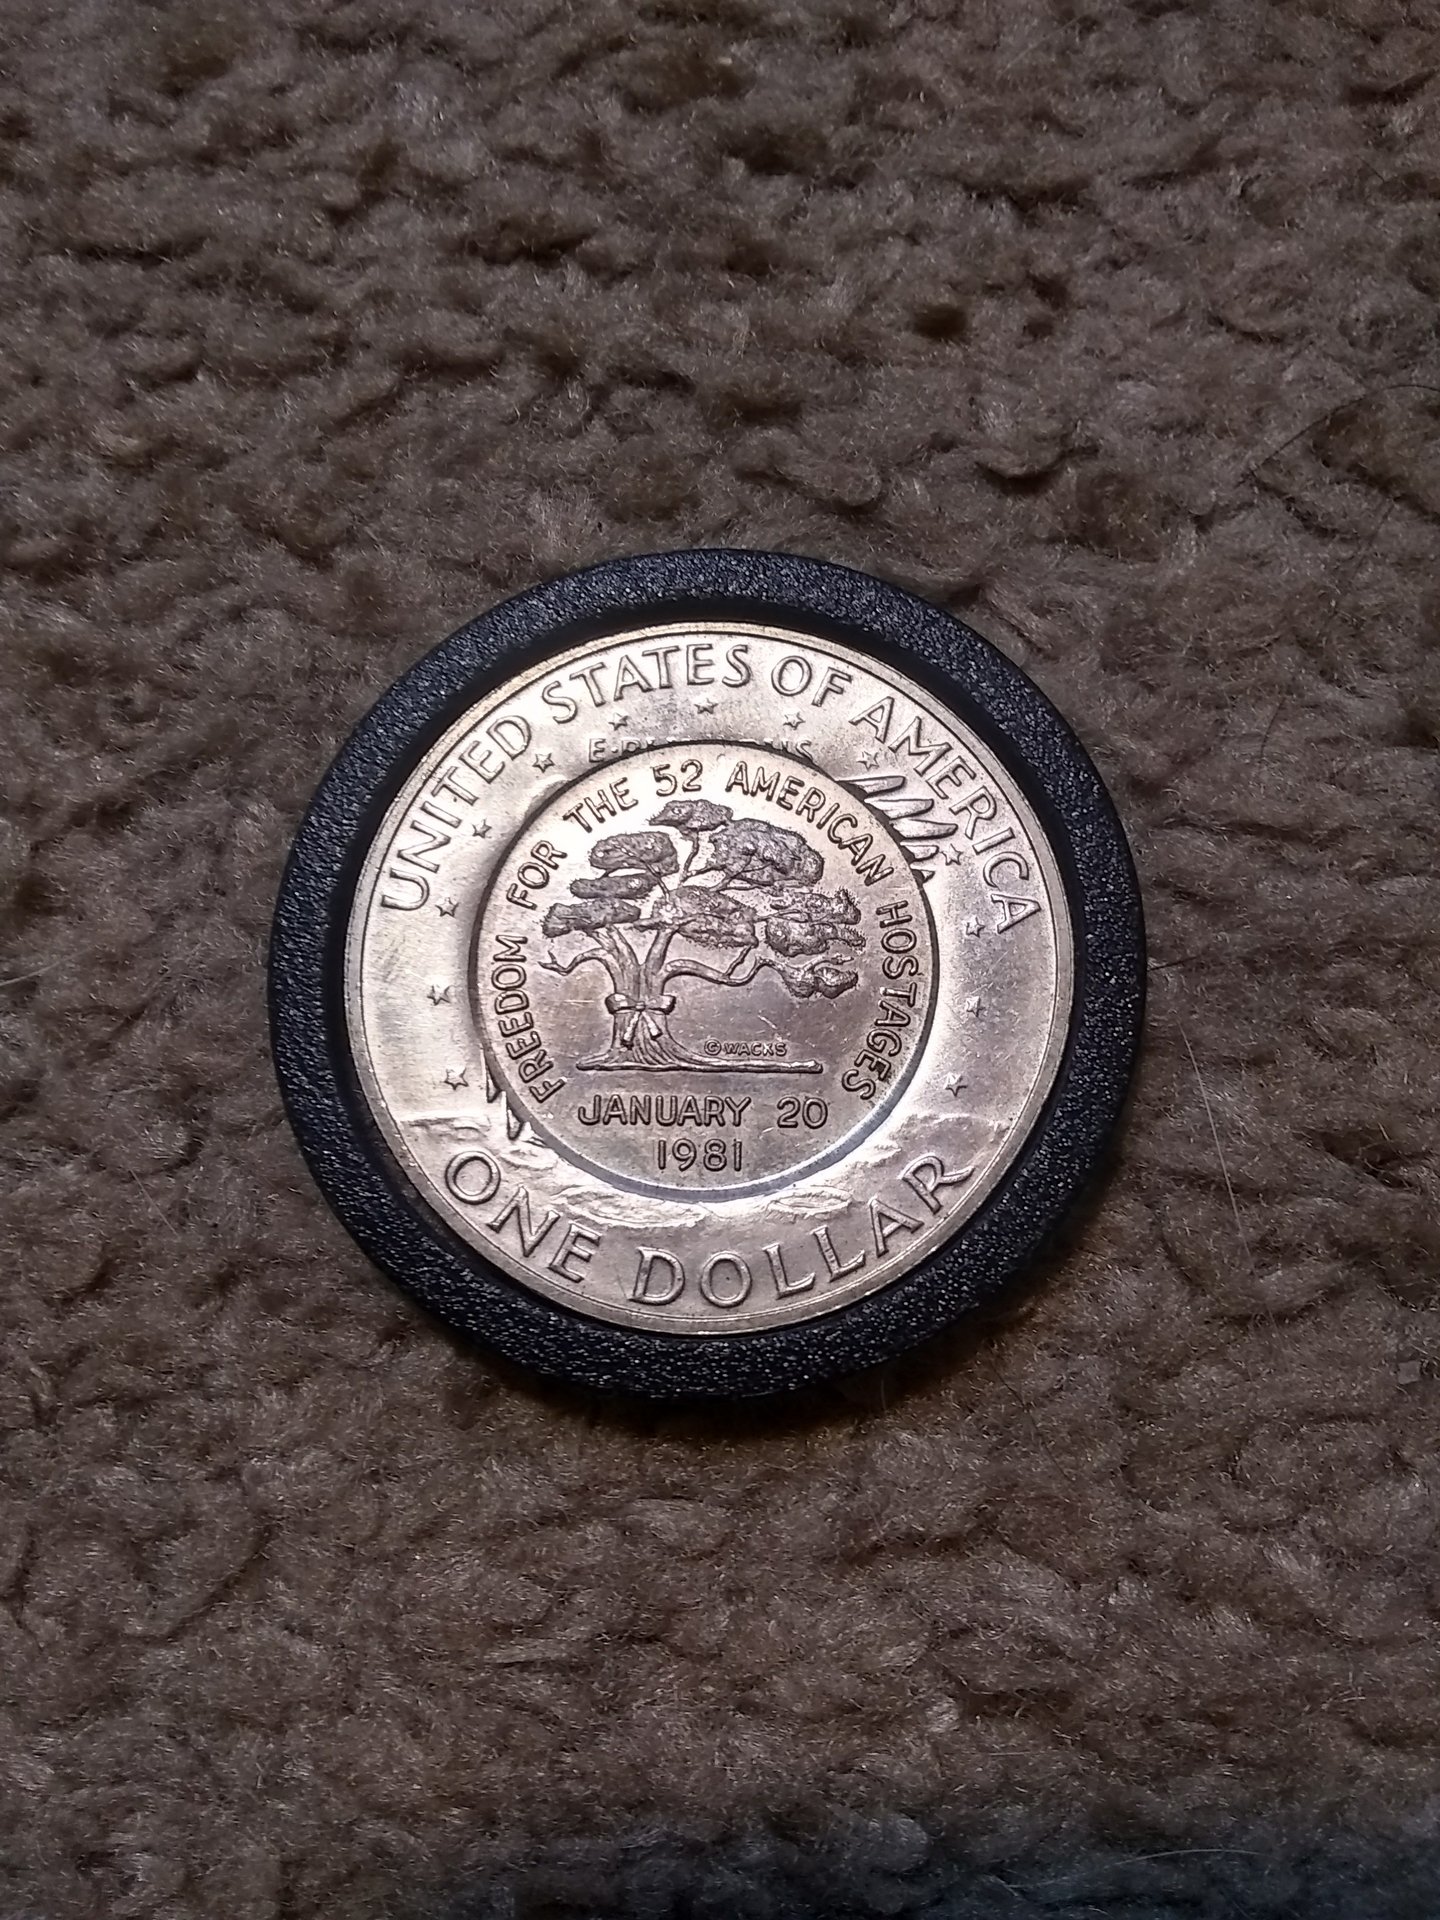 UNITED STATES OF AMERICA
FREEDOM FOR THE 52 AMERICAN HOSTAGES
©WACKS
JANUARY 20
1981
ONE DOLLAR